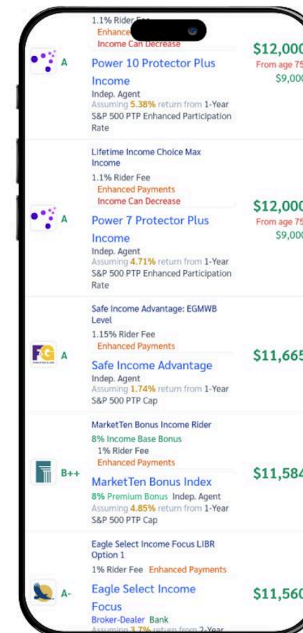 1.1% Rider Fee
Enhance
Income Can Decrease
$12,000
A
Power 10 Protector Plus
Income
From age 75
$9,000
Indep. Agent
Assuming 5.38% return from 1-Year
S&P 500 PTP Enhanced Participation
Rate
Lifetime Income Choice Max
Income
1.1% Rider Fee
Enhanced Payments
Income Can Decrease
$12,000
A
Power 7 Protector Plus
Income
From age 75
$9,000
Indep. Agent
Assuming 4.71% return from 1-Year
S&P 500 PTP Enhanced Participation
Rate
Safe Income Advantage: EGMWB
Level
1.15% Rider Fee
Enhanced Payments
F&G
A
Safe Income Advantage
$11,665
Indep. Agent
Assuming 1.74% return from 1-Year
S&P 500 PTP Cap
MarketTen Bonus Income Rider
8% Income Base Bonus
1% Rider Fee
Enhanced Payments
B++
MarketTen Bonus Index
$11,584
8% Premium Bonus Indep. Agent
Assuming 4.85% return from 1-Year
S&P 500 PTP Cap
Eagle Select Income Focus LIBR
Option 1
1% Rider Fee Enhanced Payments
A-
Eagle Select Income
Focus
$11,560
Broker-Dealer Bank
Assuming 3.7% return from 2-Year